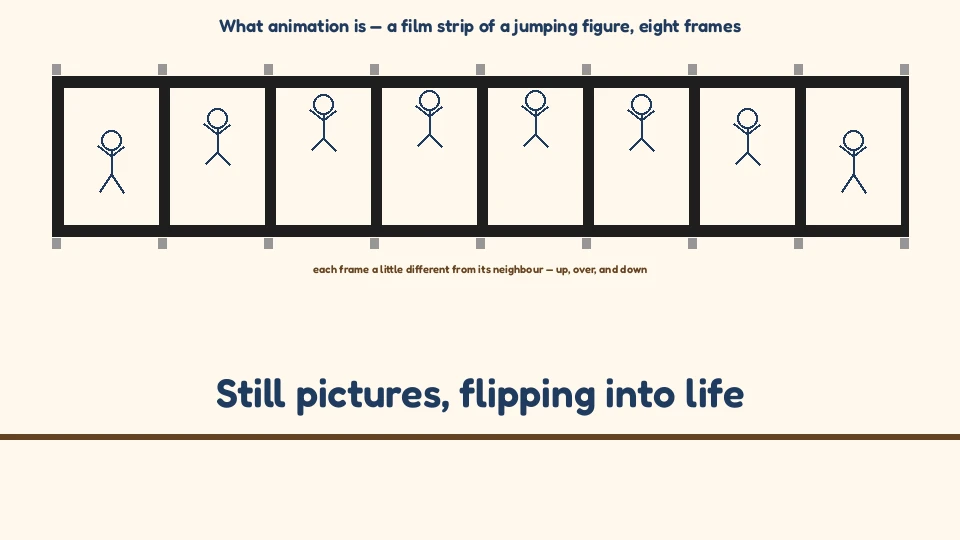 What animation is — a film strip of a jumping figure, eight frames
each frame a little different from its neighbour — up, over, and down
Still pictures, flipping into life